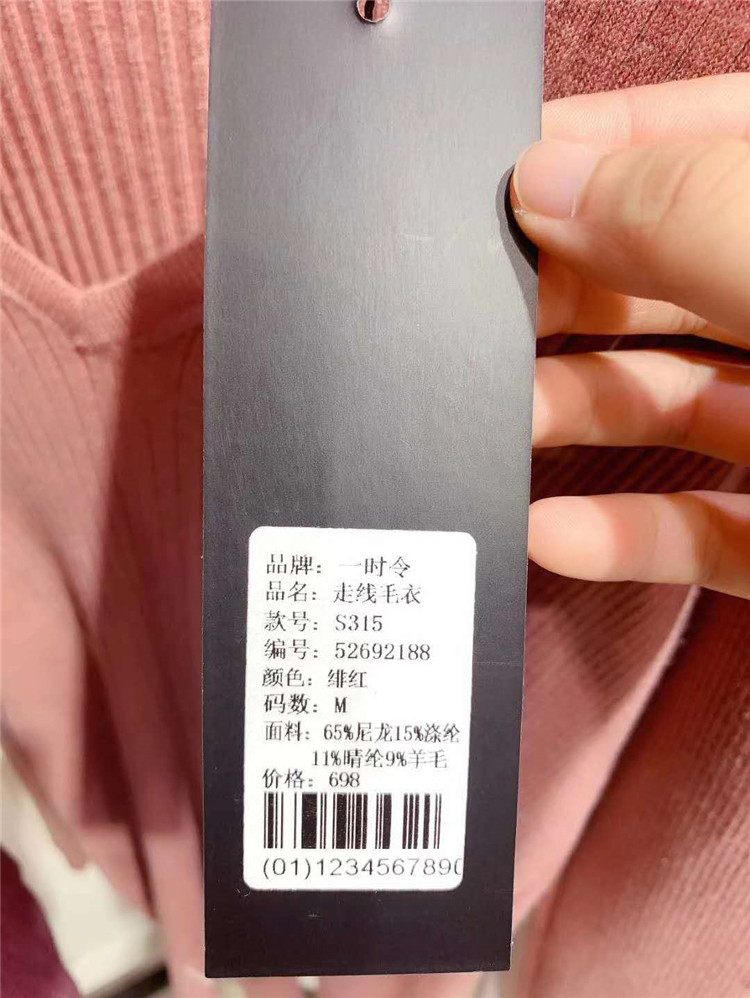 品牌：一时令
品名：走线毛衣
款号：S315
编号：52692188
颜色：绯红
码数：M
面料：65%尼龙15%涤纶
11%晴纶9%羊毛
价格：698
(01)1234567890